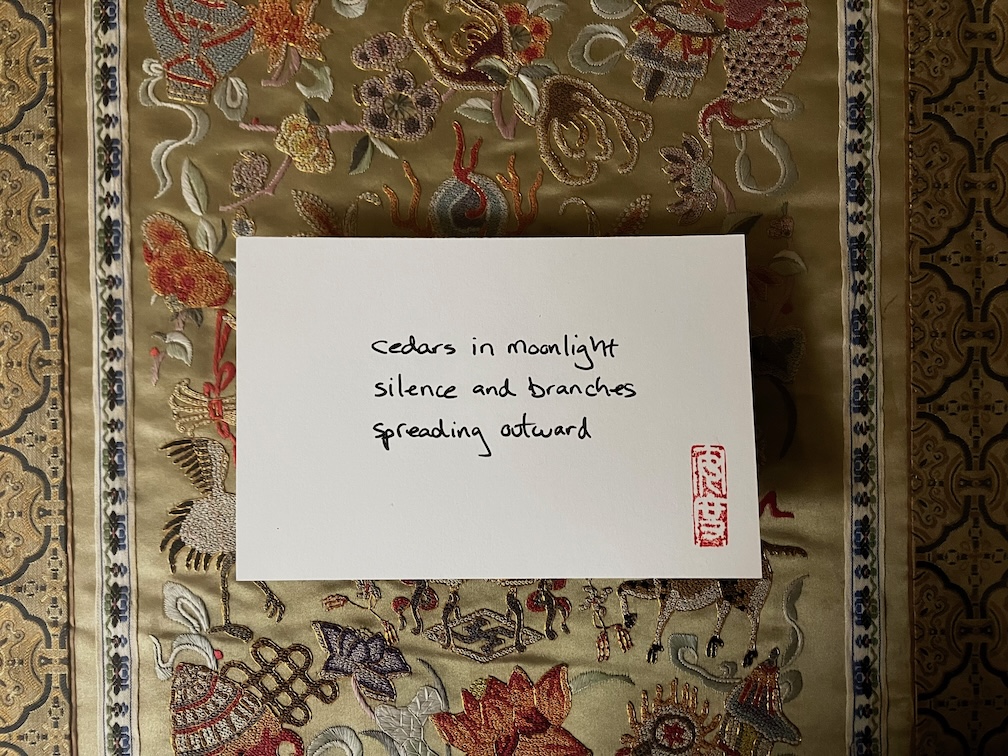 cedars in moonlight
silence and branches
spreading outward